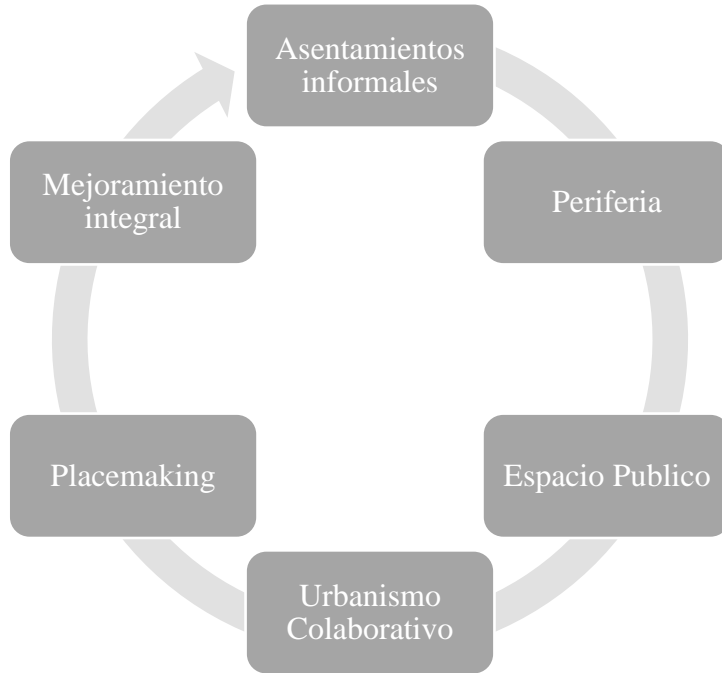 Asentamientos
informales
Periferia
Espacio Publico
Urbanismo
Colaborativo
Placemaking
Mejoramiento
integral